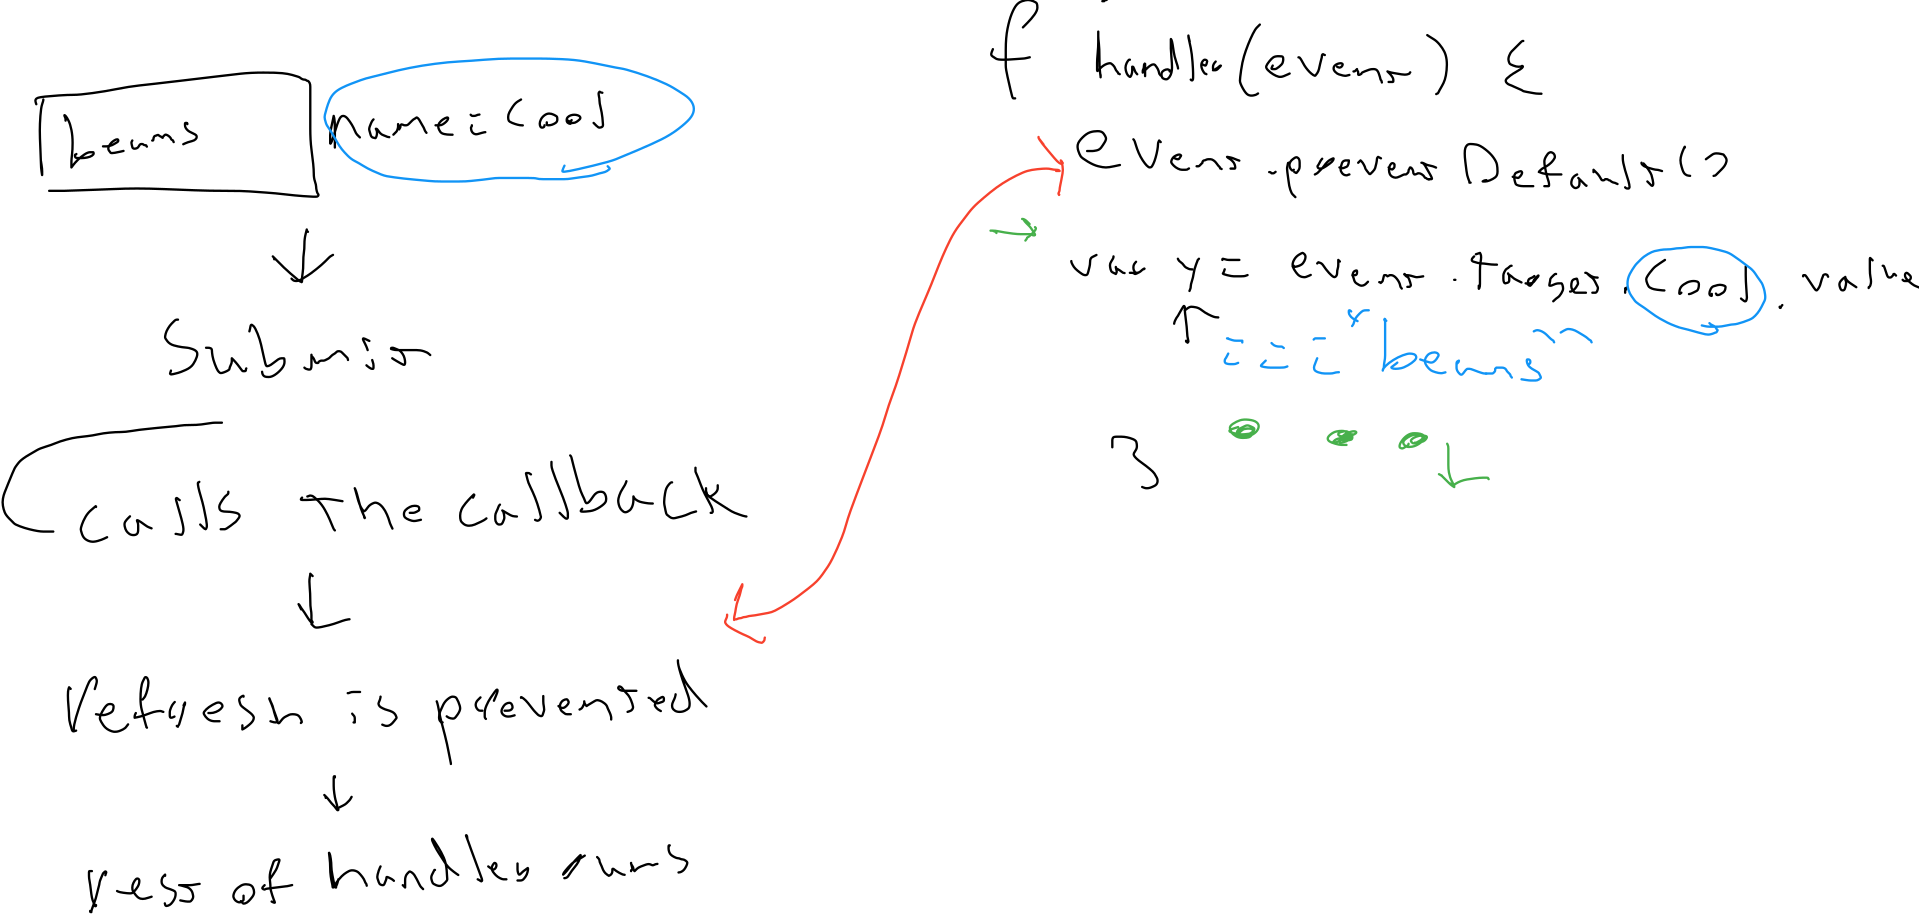 beans name=cool
Submit
calls the callback
refresh is prevented
rest of handler runs
f handler(event) {
event.preventDefault()
var y = event.target.cool.value
=== "beans"
}